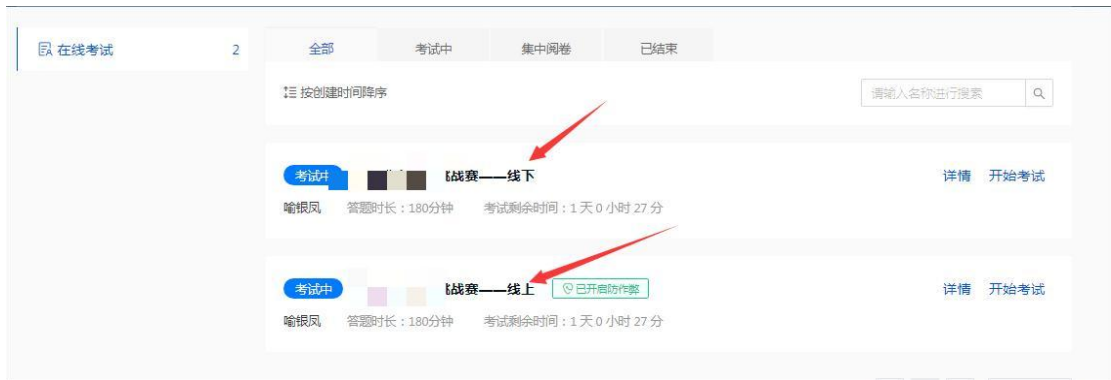 在线考试 2
全部 考试中 集中阅卷 已结束
按创建时间降序
请输入名称进行搜索
考试中 战赛——线下 详情 开始考试
喻银凤 答题时长：180分钟 考试剩余时间：1 天 0 小时 27 分
考试中 战赛——线上 已开启防作弊 详情 开始考试
喻银凤 答题时长：180分钟 考试剩余时间：1 天 0 小时 27 分